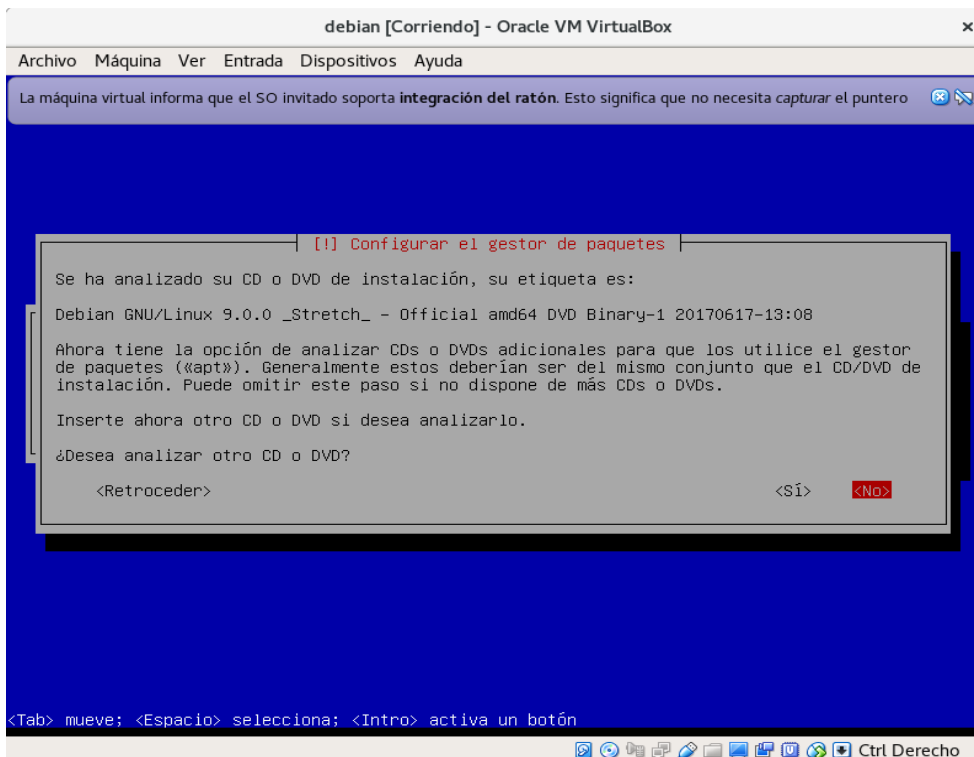 debian [Corriendo] - Oracle VM VirtualBox
Archivo Máquina Ver Entrada Dispositivos Ayuda
La máquina virtual informa que el SO invitado soporta integración del ratón. Esto significa que no necesita capturar el puntero
[!] Configurar el gestor de paquetes
Se ha analizado su CD o DVD de instalación, su etiqueta es:
Debian GNU/Linux 9.0.0 _Stretch_ - Official amd64 DVD Binary-1 20170617-13:08
Ahora tiene la opción de analizar CDs o DVDs adicionales para que los utilice el gestor
de paquetes («apt»). Generalmente estos deberían ser del mismo conjunto que el CD/DVD de
instalación. Puede omitir este paso si no dispone de más CDs o DVDs.
Inserte ahora otro CD o DVD si desea analizarlo.
¿Desea analizar otro CD o DVD?
<Retroceder> <Sí> <No>
<Tab> mueve; <Espacio> selecciona; <Intro> activa un botón
Ctrl Derecho